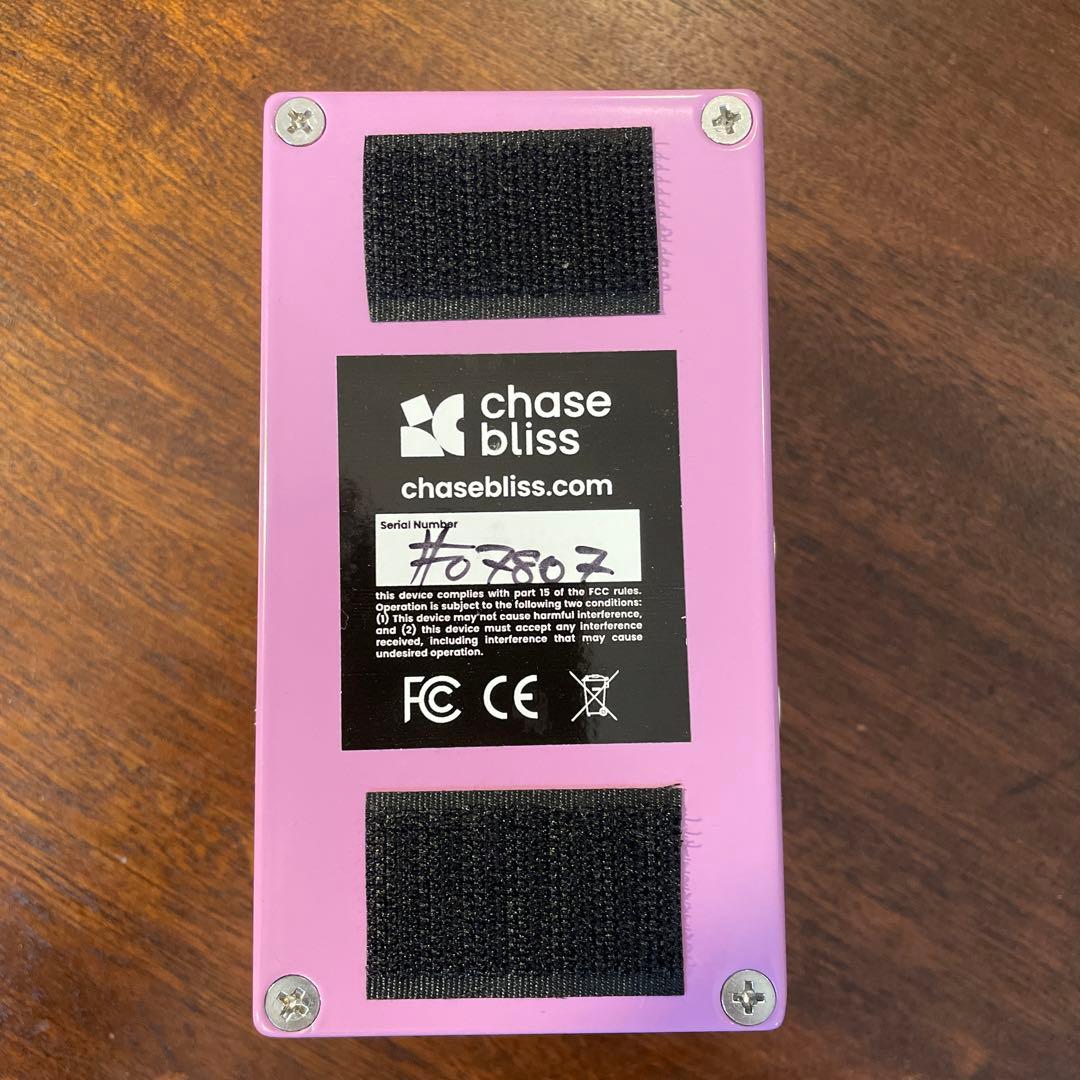 chase
bliss
chasebliss.com
Serial Number
#07807
this device complies with part 15 of the FCC rules.
Operation is subject to the following two conditions:
(1) This device may not cause harmful interference,
and (2) this device must accept any interference
received, including interference that may cause
undesired operation.
FC CE